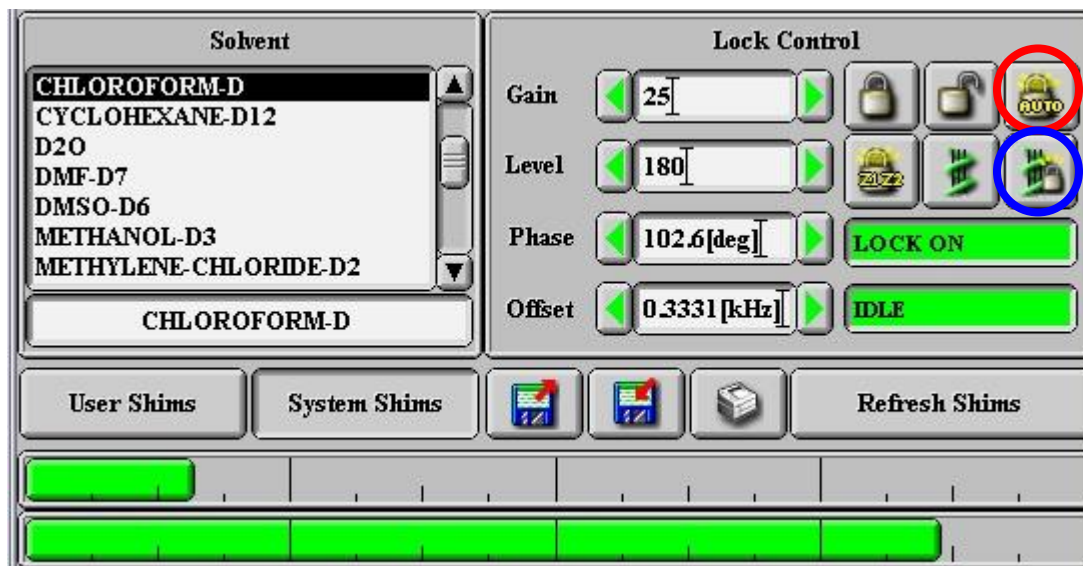 Solvent
CHLOROFORM-D
CYCLOHEXANE-D12
D2O
DMF-D7
DMSO-D6
METHANOL-D3
METHYLENE-CHLORIDE-D2
CHLOROFORM-D
Lock Control
Gain 25
AUTO
Level 180
Z1Z2
Phase 102.6[deg]
LOCK ON
Offset 0.3331[kHz]
IDLE
User Shims
System Shims
Refresh Shims